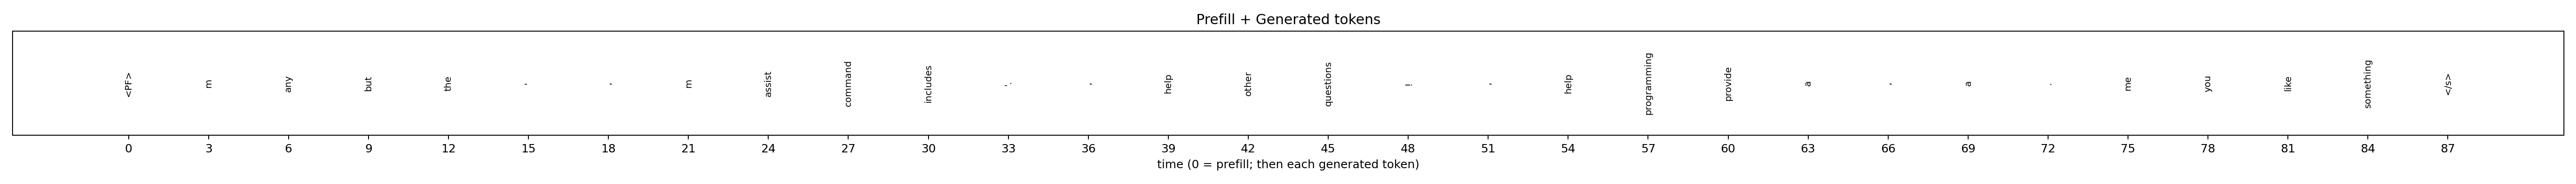 Prefill + Generated tokens
<PF> m any but the ' ' m assist command includes .` ' help other questions ! ' help programming provide a ' a . me you like something </s>
0 3 6 9 12 15 18 21 24 27 30 33 36 39 42 45 48 51 54 57 60 63 66 69 72 75 78 81 84 87
time (0 = prefill; then each generated token)